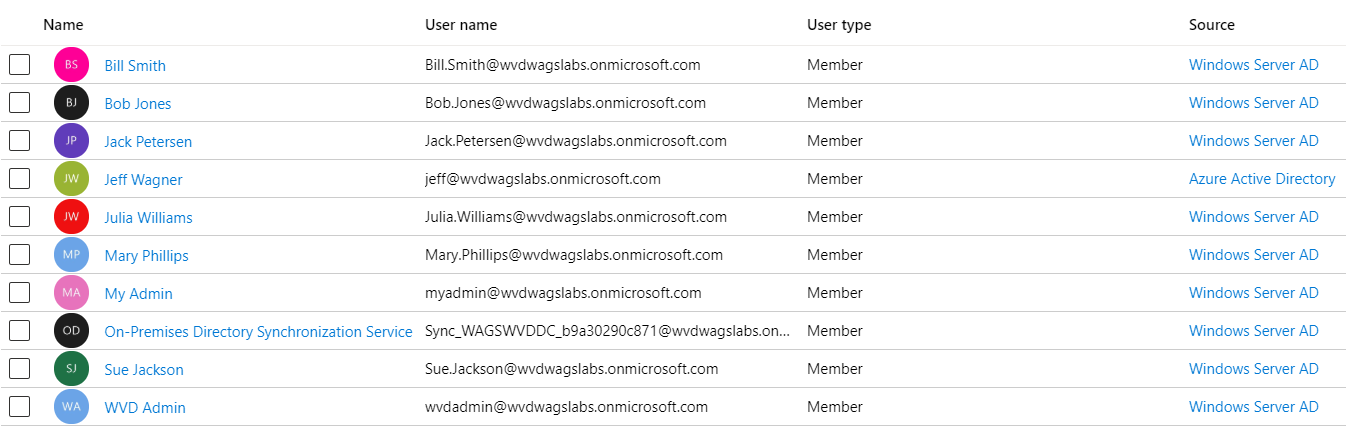 Name User name User type Source
BS Bill Smith Bill.Smith@wvdwagslabs.onmicrosoft.com Member Windows Server AD
BJ Bob Jones Bob.Jones@wvdwagslabs.onmicrosoft.com Member Windows Server AD
JP Jack Petersen Jack.Petersen@wvdwagslabs.onmicrosoft.com Member Windows Server AD
JW Jeff Wagner jeff@wvdwagslabs.onmicrosoft.com Member Azure Active Directory
JW Julia Williams Julia.Williams@wvdwagslabs.onmicrosoft.com Member Windows Server AD
MP Mary Phillips Mary.Phillips@wvdwagslabs.onmicrosoft.com Member Windows Server AD
MA My Admin myadmin@wvdwagslabs.onmicrosoft.com Member Windows Server AD
OD On-Premises Directory Synchronization Service Sync_WAGSWVDDC_b9a30290c871@wvdwagslabs.on... Member Windows Server AD
SJ Sue Jackson Sue.Jackson@wvdwagslabs.onmicrosoft.com Member Windows Server AD
WA WVD Admin wvdadmin@wvdwagslabs.onmicrosoft.com Member Windows Server AD